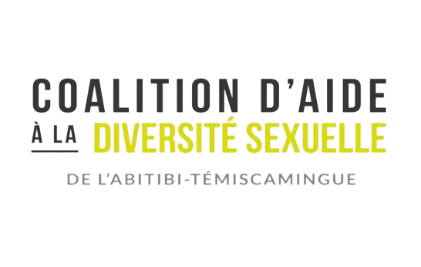 COALITION D'AIDE
À LA DIVERSITÉ SEXUELLE
DE L'ABITIBI-TÉMISCAMINGUE